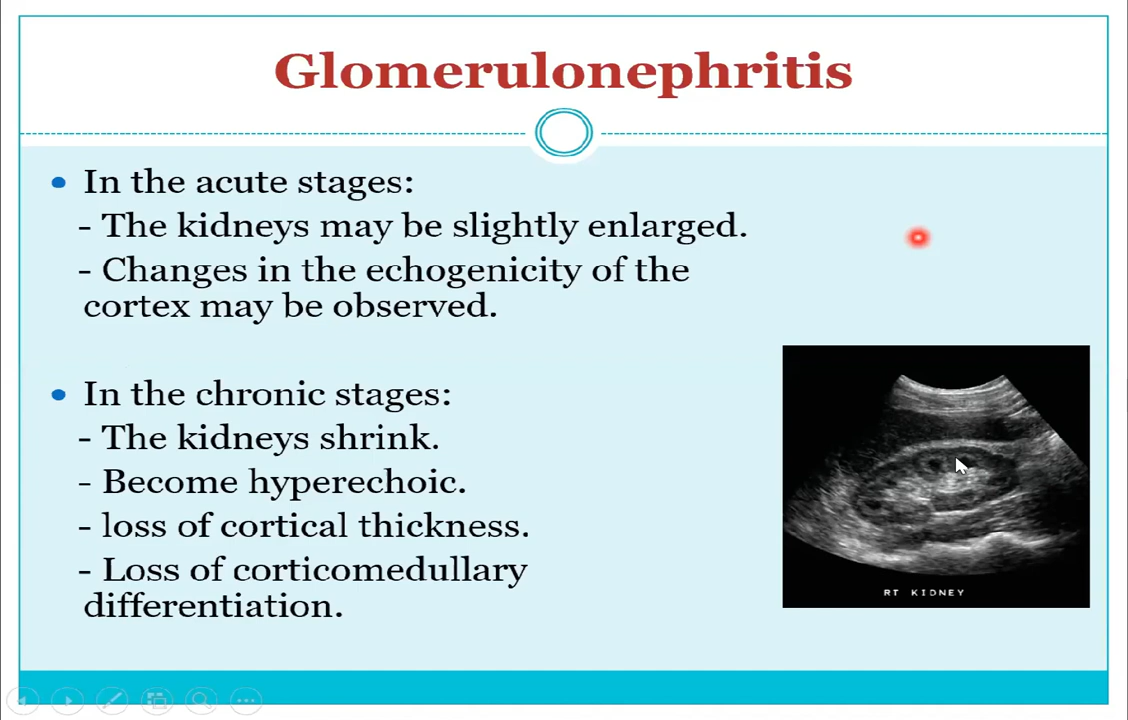 Glomerulonephritis
• In the acute stages:
- The kidneys may be slightly enlarged.
- Changes in the echogenicity of the
cortex may be observed.
• In the chronic stages:
- The kidneys shrink.
- Become hyperechoic.
- loss of cortical thickness.
- Loss of corticomedullary
differentiation.
RT KIDNEY